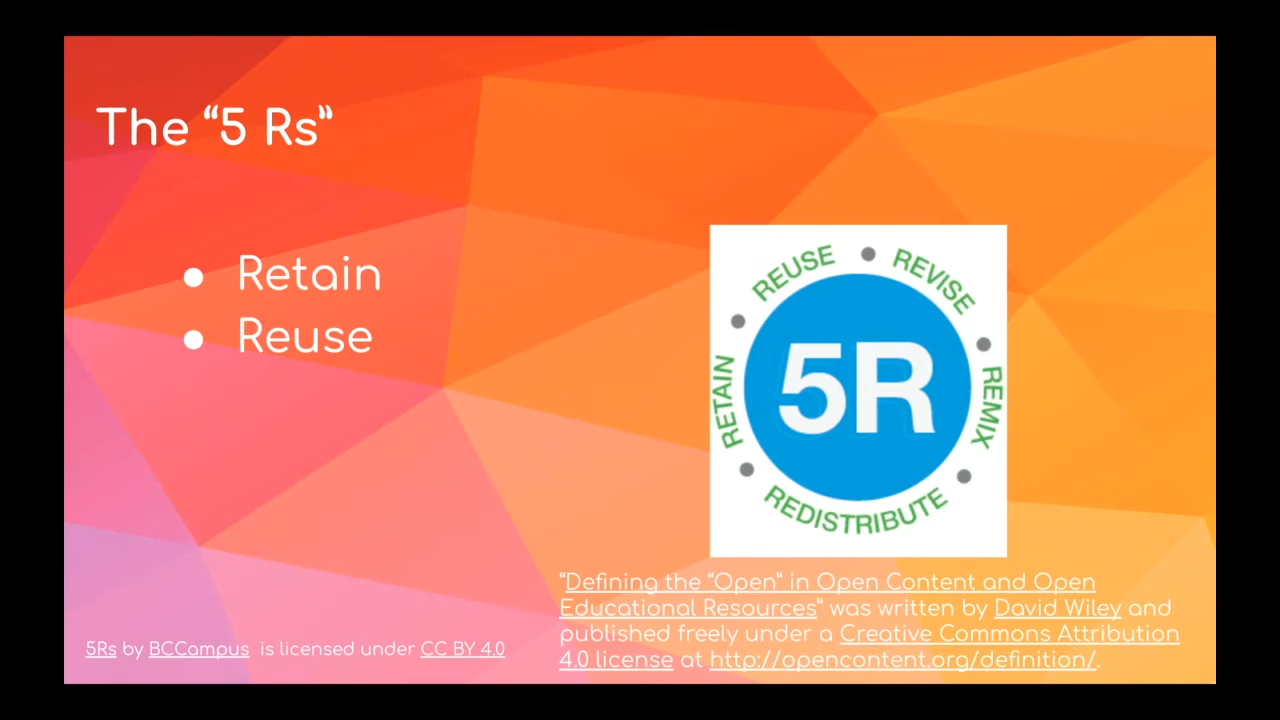 The “5 Rs”
● Retain
● Reuse
REUSE
REVISE
RETAIN
5R
REMIX
REDISTRIBUTE
“Defining the “Open” in Open Content and Open
Educational Resources” was written by David Wiley and
published freely under a Creative Commons Attribution
4.0 license at http://opencontent.org/definition/.
5Rs by BCCampus is licensed under CC BY 4.0